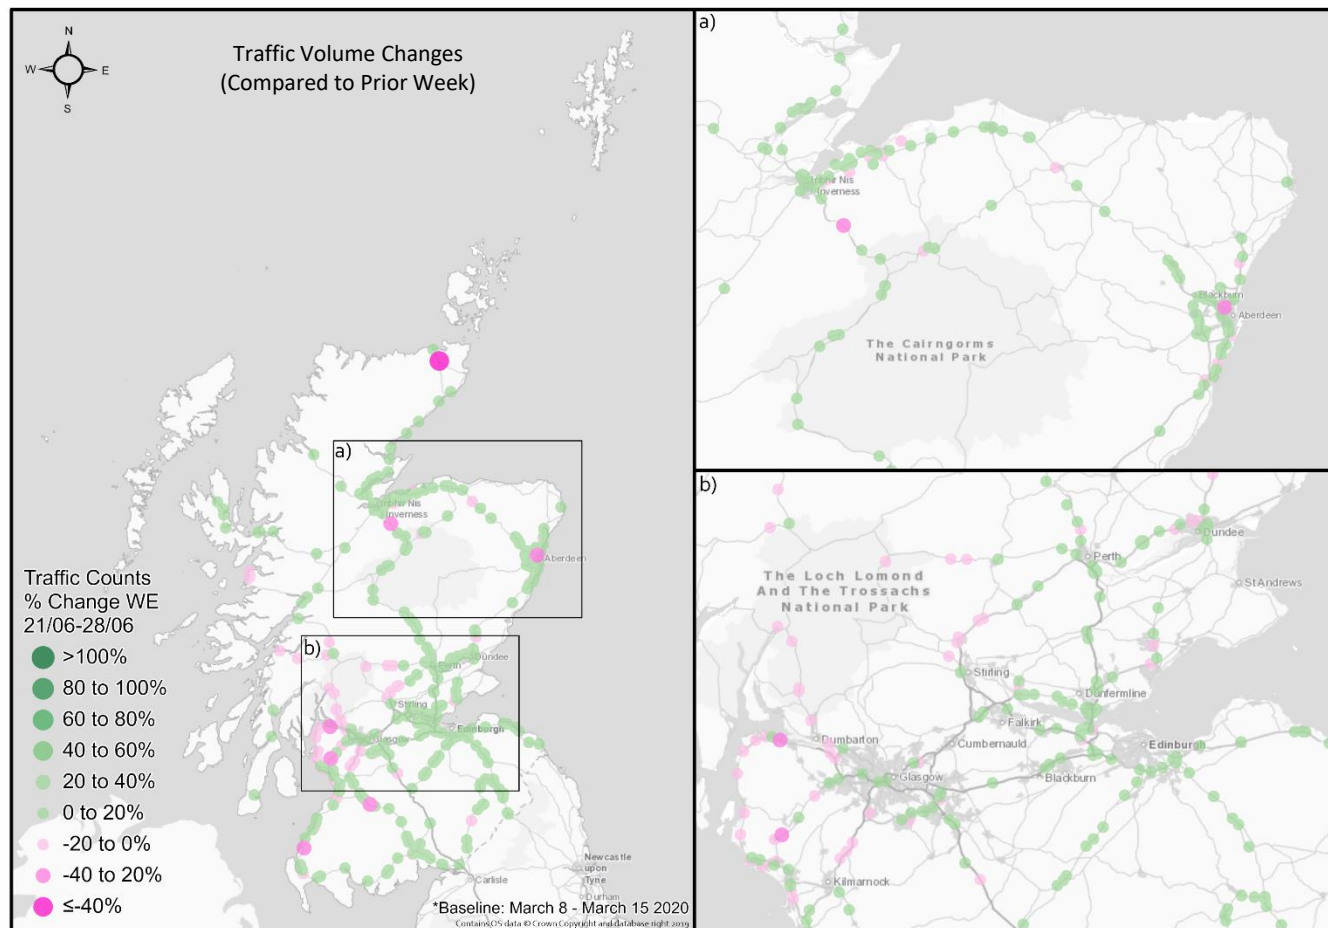 N
W
E
S
Traffic Volume Changes
(Compared to Prior Week)
a)
Inbhir Nis
Inverness
Aberdeen
b)
Perth
Dundee
Stirling
Edinburgh
Glasgow
Carlisle
Newcastle
upon
Tyne
Durham
Traffic Counts
% Change WE
21/06-28/06
>100%
80 to 100%
60 to 80%
40 to 60%
20 to 40%
0 to 20%
-20 to 0%
-40 to 20%
≤-40%
*Baseline: March 8 - March 15 2020
Contains OS data © Crown Copyright and database right 2019
a)
Inbhir Nis
Inverness
Blackburn
Aberdeen
The Cairngorms
National Park
b)
Dundee
Perth
St Andrews
The Loch Lomond
And The Trossachs
National Park
Stirling
Dunfermline
Falkirk
Dumbarton
Cumbernauld
Edinburgh
Glasgow
Blackburn
Kilmarnock